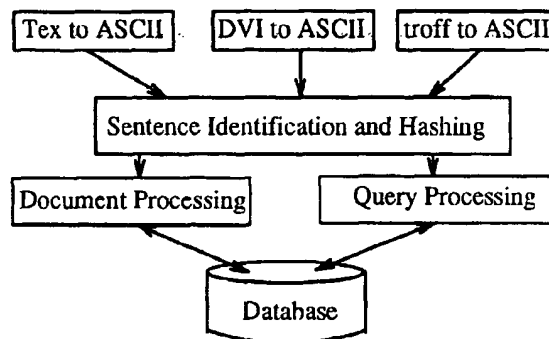 Tex to ASCII
DVI to ASCII
troff to ASCII
Sentence Identification and Hashing
Document Processing
Query Processing
Database